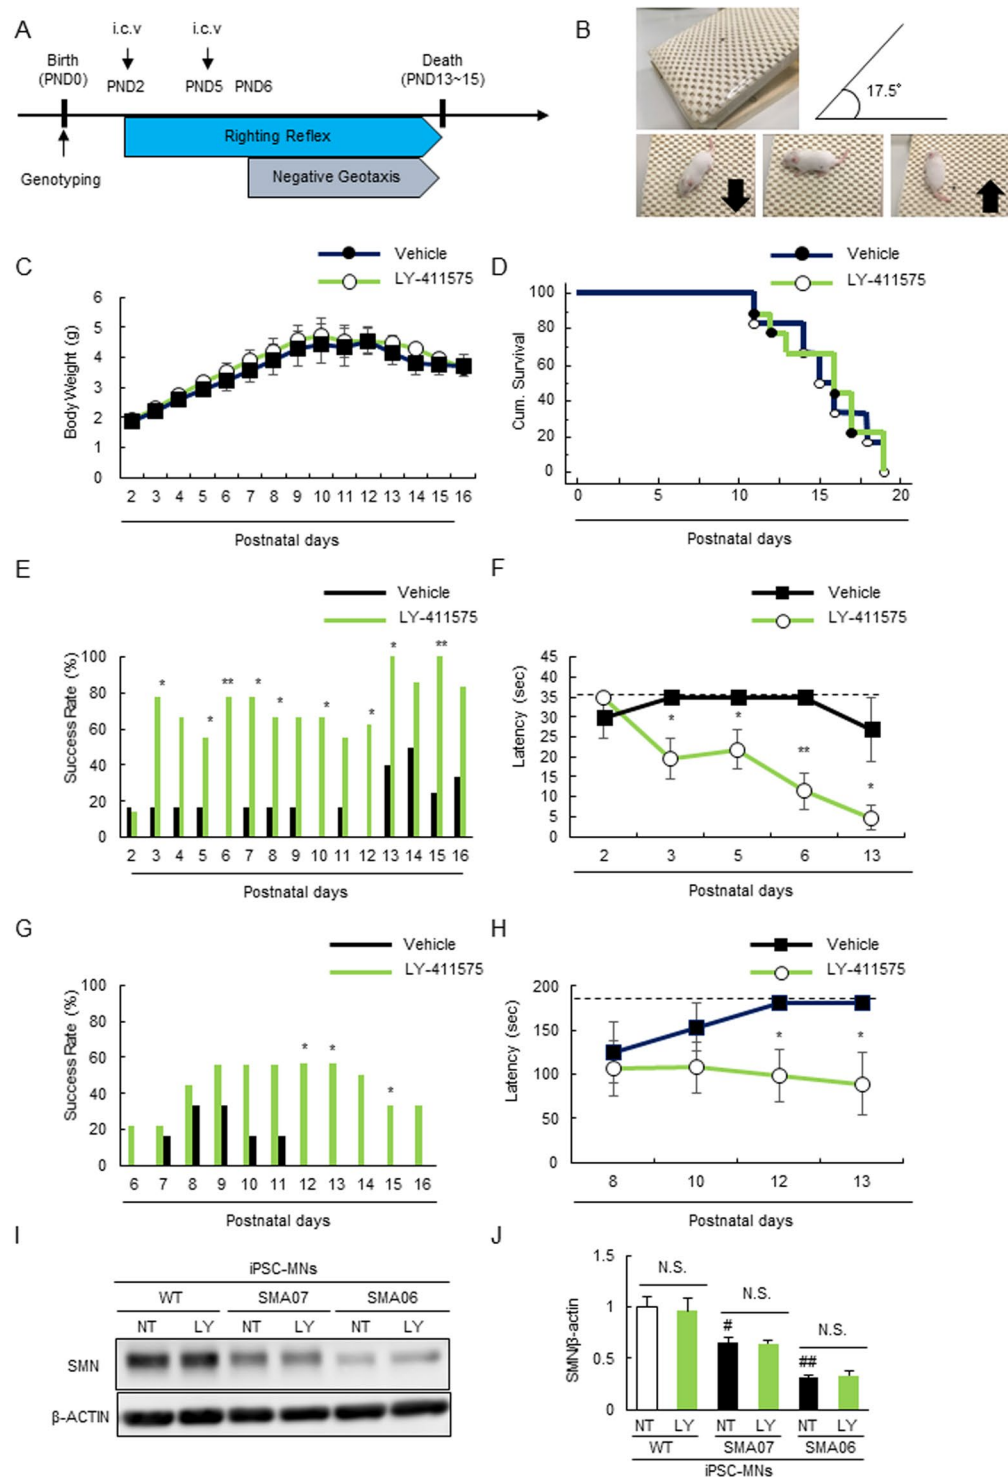 A
i.c.v i.c.v
Birth
(PND0)
PND2 PND5 PND6
Death
(PND13~15)
Righting Reflex
Negative Geotaxis
Genotyping
B
17.5°
C
Vehicle
LY-411575
Body Weight (g)
6
5
4
3
2
1
0
2 3 4 5 6 7 8 9 10 11 12 13 14 15 16
Postnatal days
D
Vehicle
LY-411575
Cum. Survival
100
80
60
40
20
0
0 5 10 15 20
Postnatal days
E
Vehicle
LY-411575
Success Rate (%)
100
80
60
40
20
0
* * ** * * * * * **
2 3 4 5 6 7 8 9 10 11 12 13 14 15 16
Postnatal days
F
Vehicle
LY-411575
Latency (sec)
45
40
35
30
25
20
15
10
5
0
* * ** *
2 3 5 6 13
Postnatal days
G
Vehicle
LY-411575
Success Rate (%)
100
80
60
40
20
0
* * *
6 7 8 9 10 11 12 13 14 15 16
Postnatal days
H
Vehicle
LY-411575
Latency (sec)
200
150
100
50
0
* *
8 10 12 13
Postnatal days
I
iPSC-MNs
WT SMA07 SMA06
NT LY NT LY NT LY
SMN
β-ACTIN
J
SMN/β-actin
1.5
1
0.5
0
N.S.
N.S.
N.S.
#
##
NT LY NT LY NT LY
WT SMA07 SMA06
iPSC-MNs